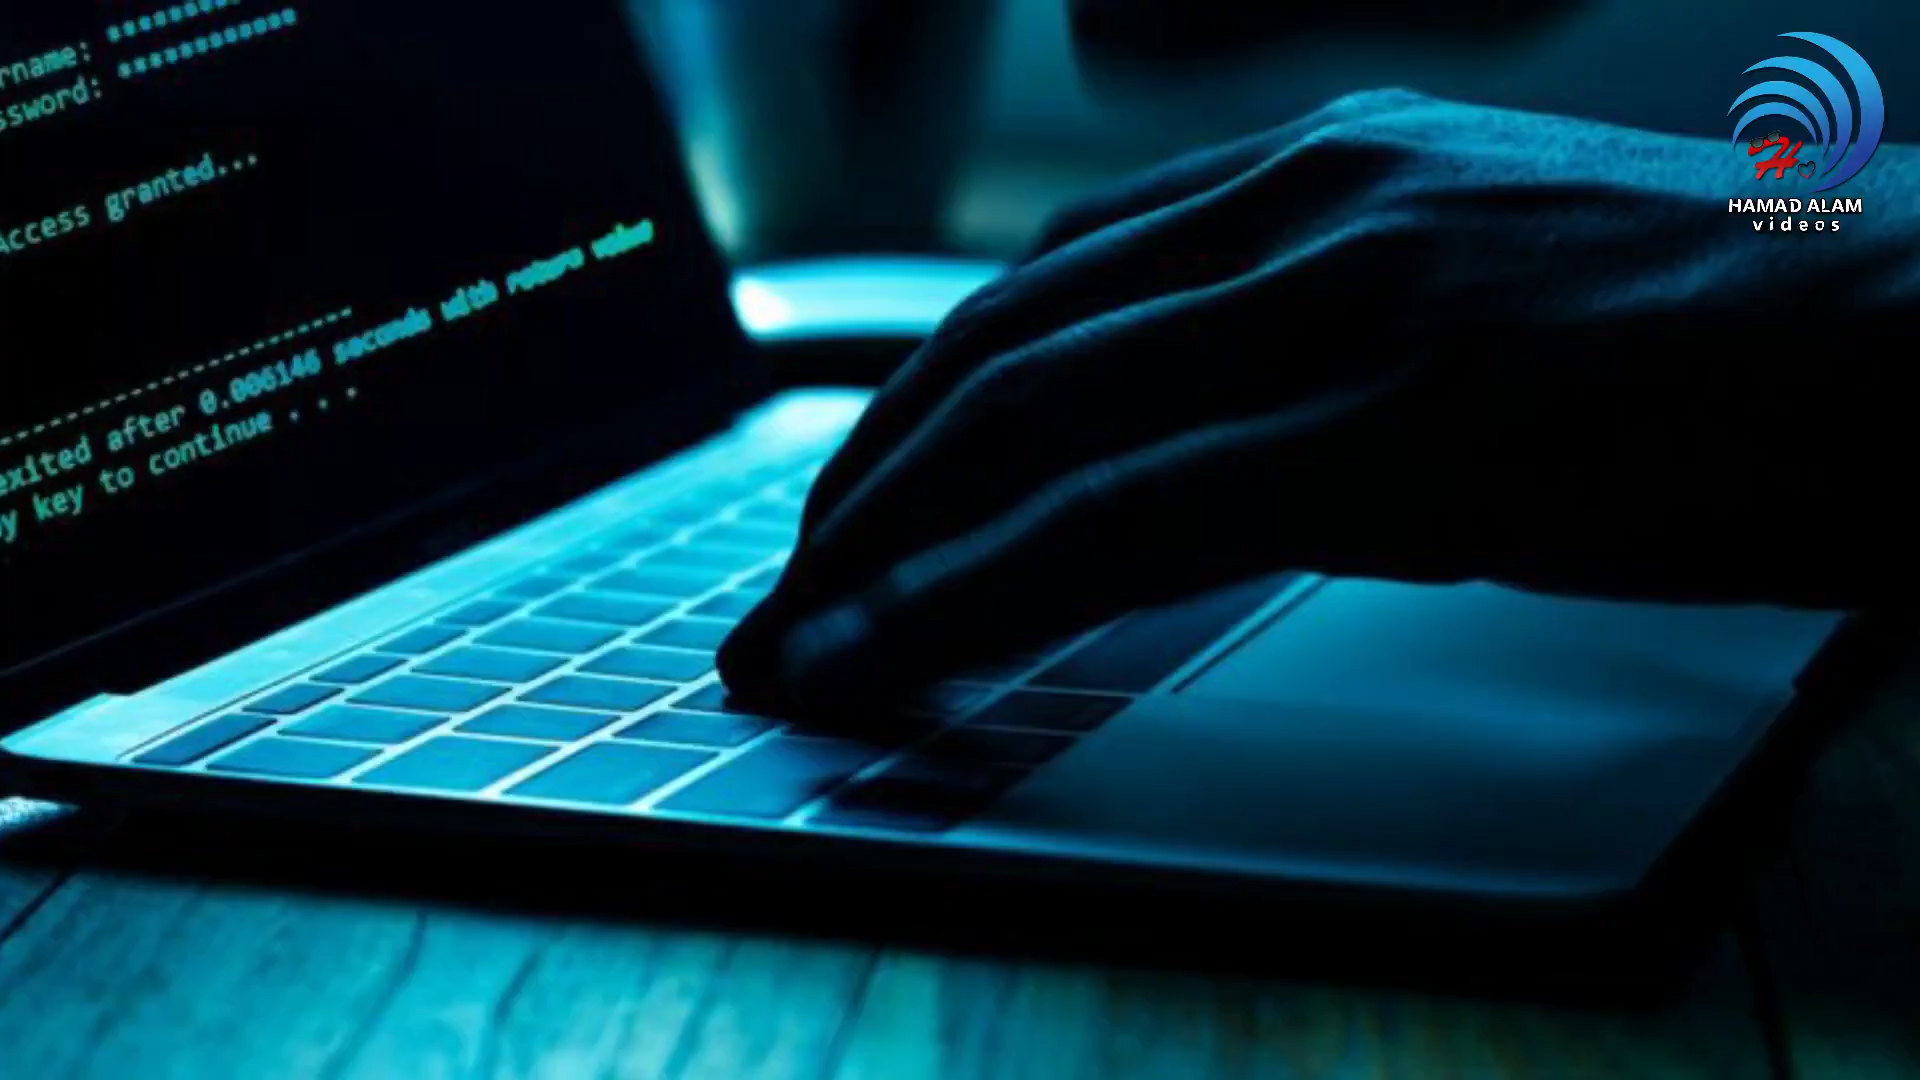 rname: ************
ssword: ************
Access granted...
--------------------------------
exited after 0.006146 seconds with return value
y key to continue . . .
H
HAMAD ALAM
videos